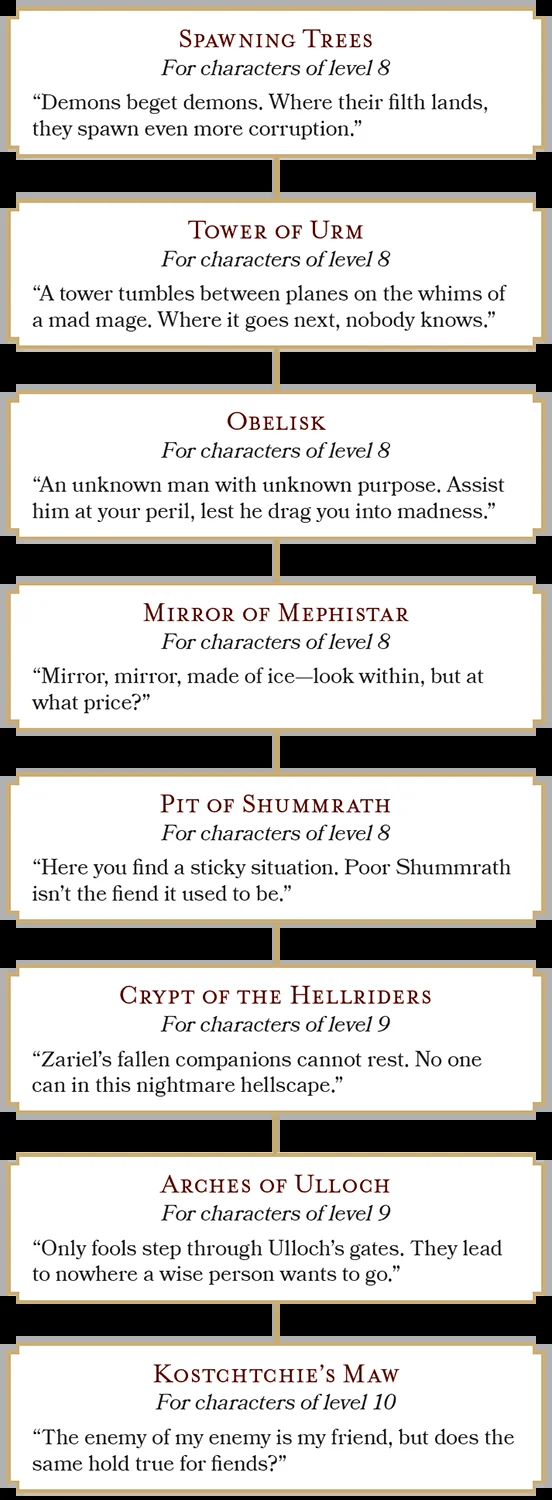 Spawning Trees
For characters of level 8
“Demons beget demons. Where their filth lands,
they spawn even more corruption.”
Tower of Urm
For characters of level 8
“A tower tumbles between planes on the whims of
a mad mage. Where it goes next, nobody knows.”
Obelisk
For characters of level 8
“An unknown man with unknown purpose. Assist
him at your peril, lest he drag you into madness.”
Mirror of Mephistar
For characters of level 8
“Mirror, mirror, made of ice—look within, but at
what price?”
Pit of Shummrath
For characters of level 8
“Here you find a sticky situation. Poor Shummrath
isn’t the fiend it used to be.”
Crypt of the Hellriders
For characters of level 9
“Zariel’s fallen companions cannot rest. No one
can in this nightmare hellscape.”
Arches of Ulloch
For characters of level 9
“Only fools step through Ulloch’s gates. They lead
to nowhere a wise person wants to go.”
Kostchtchie’s Maw
For characters of level 10
“The enemy of my enemy is my friend, but does the
same hold true for fiends?”